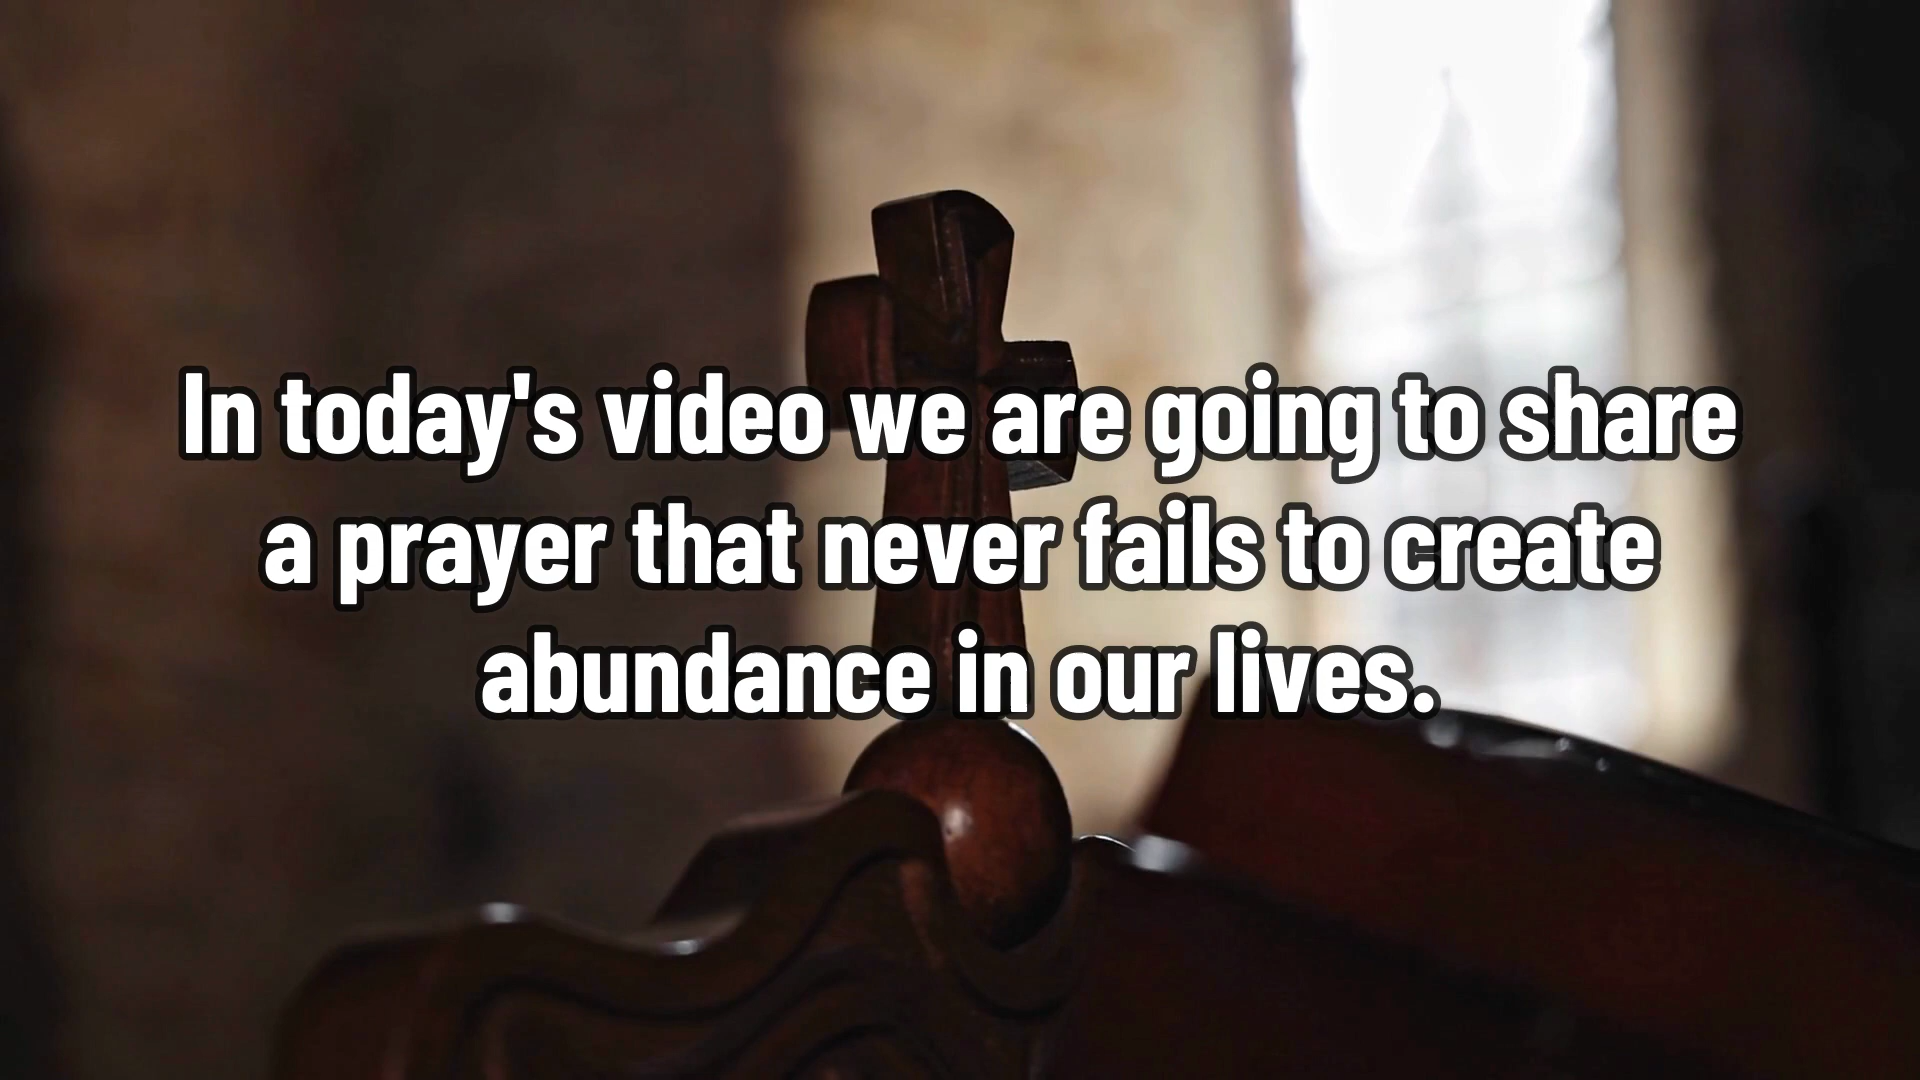 In today's video we are going to share
a prayer that never fails to create
abundance in our lives.